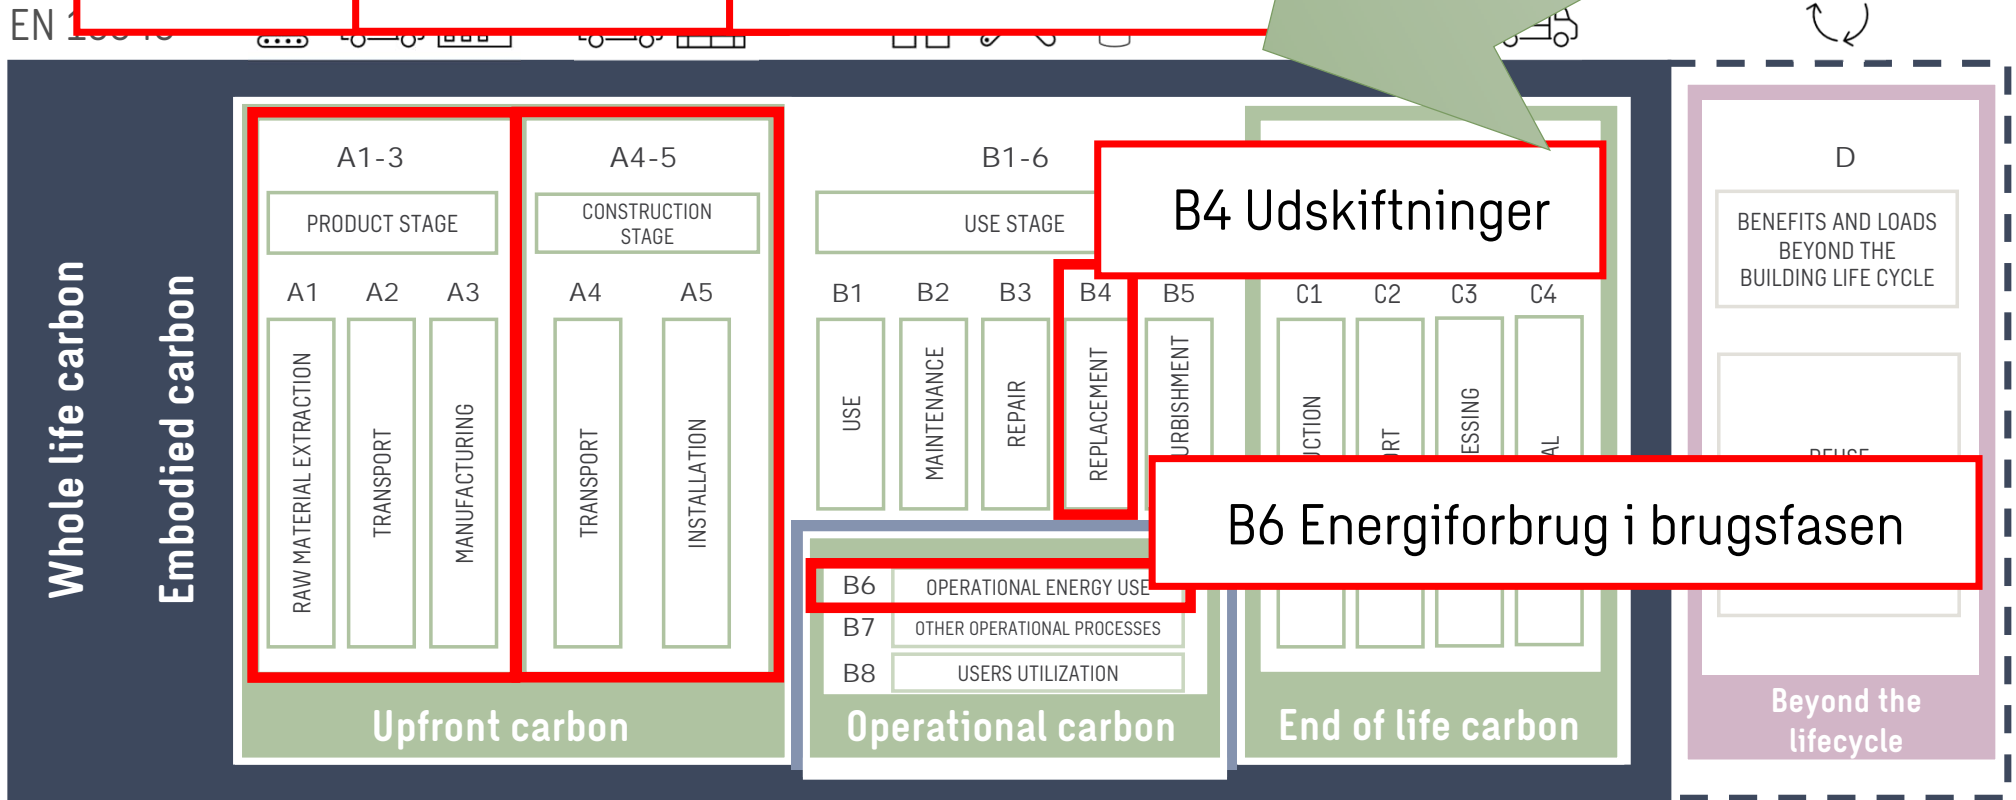 EN
A1-3
A4-5
B1-6
D
PRODUCT STAGE
CONSTRUCTION
STAGE
USE STAGE
B4 Udskiftninger
BENEFITS AND LOADS
BEYOND THE
BUILDING LIFE CYCLE
A1
A2
A3
A4
A5
B1
B2
B3
B4
B5
C1
C2
C3
C4
Whole life carbon
Embodied carbon
RAW MATERIAL EXTRACTION
TRANSPORT
MANUFACTURING
TRANSPORT
INSTALLATION
USE
MAINTENANCE
REPAIR
REPLACEMENT
B6 Energiforbrug i brugsfasen
B6
OPERATIONAL ENERGY USE
B7
OTHER OPERATIONAL PROCESSES
B8
USERS UTILIZATION
Upfront carbon
Operational carbon
End of life carbon
Beyond the
lifecycle